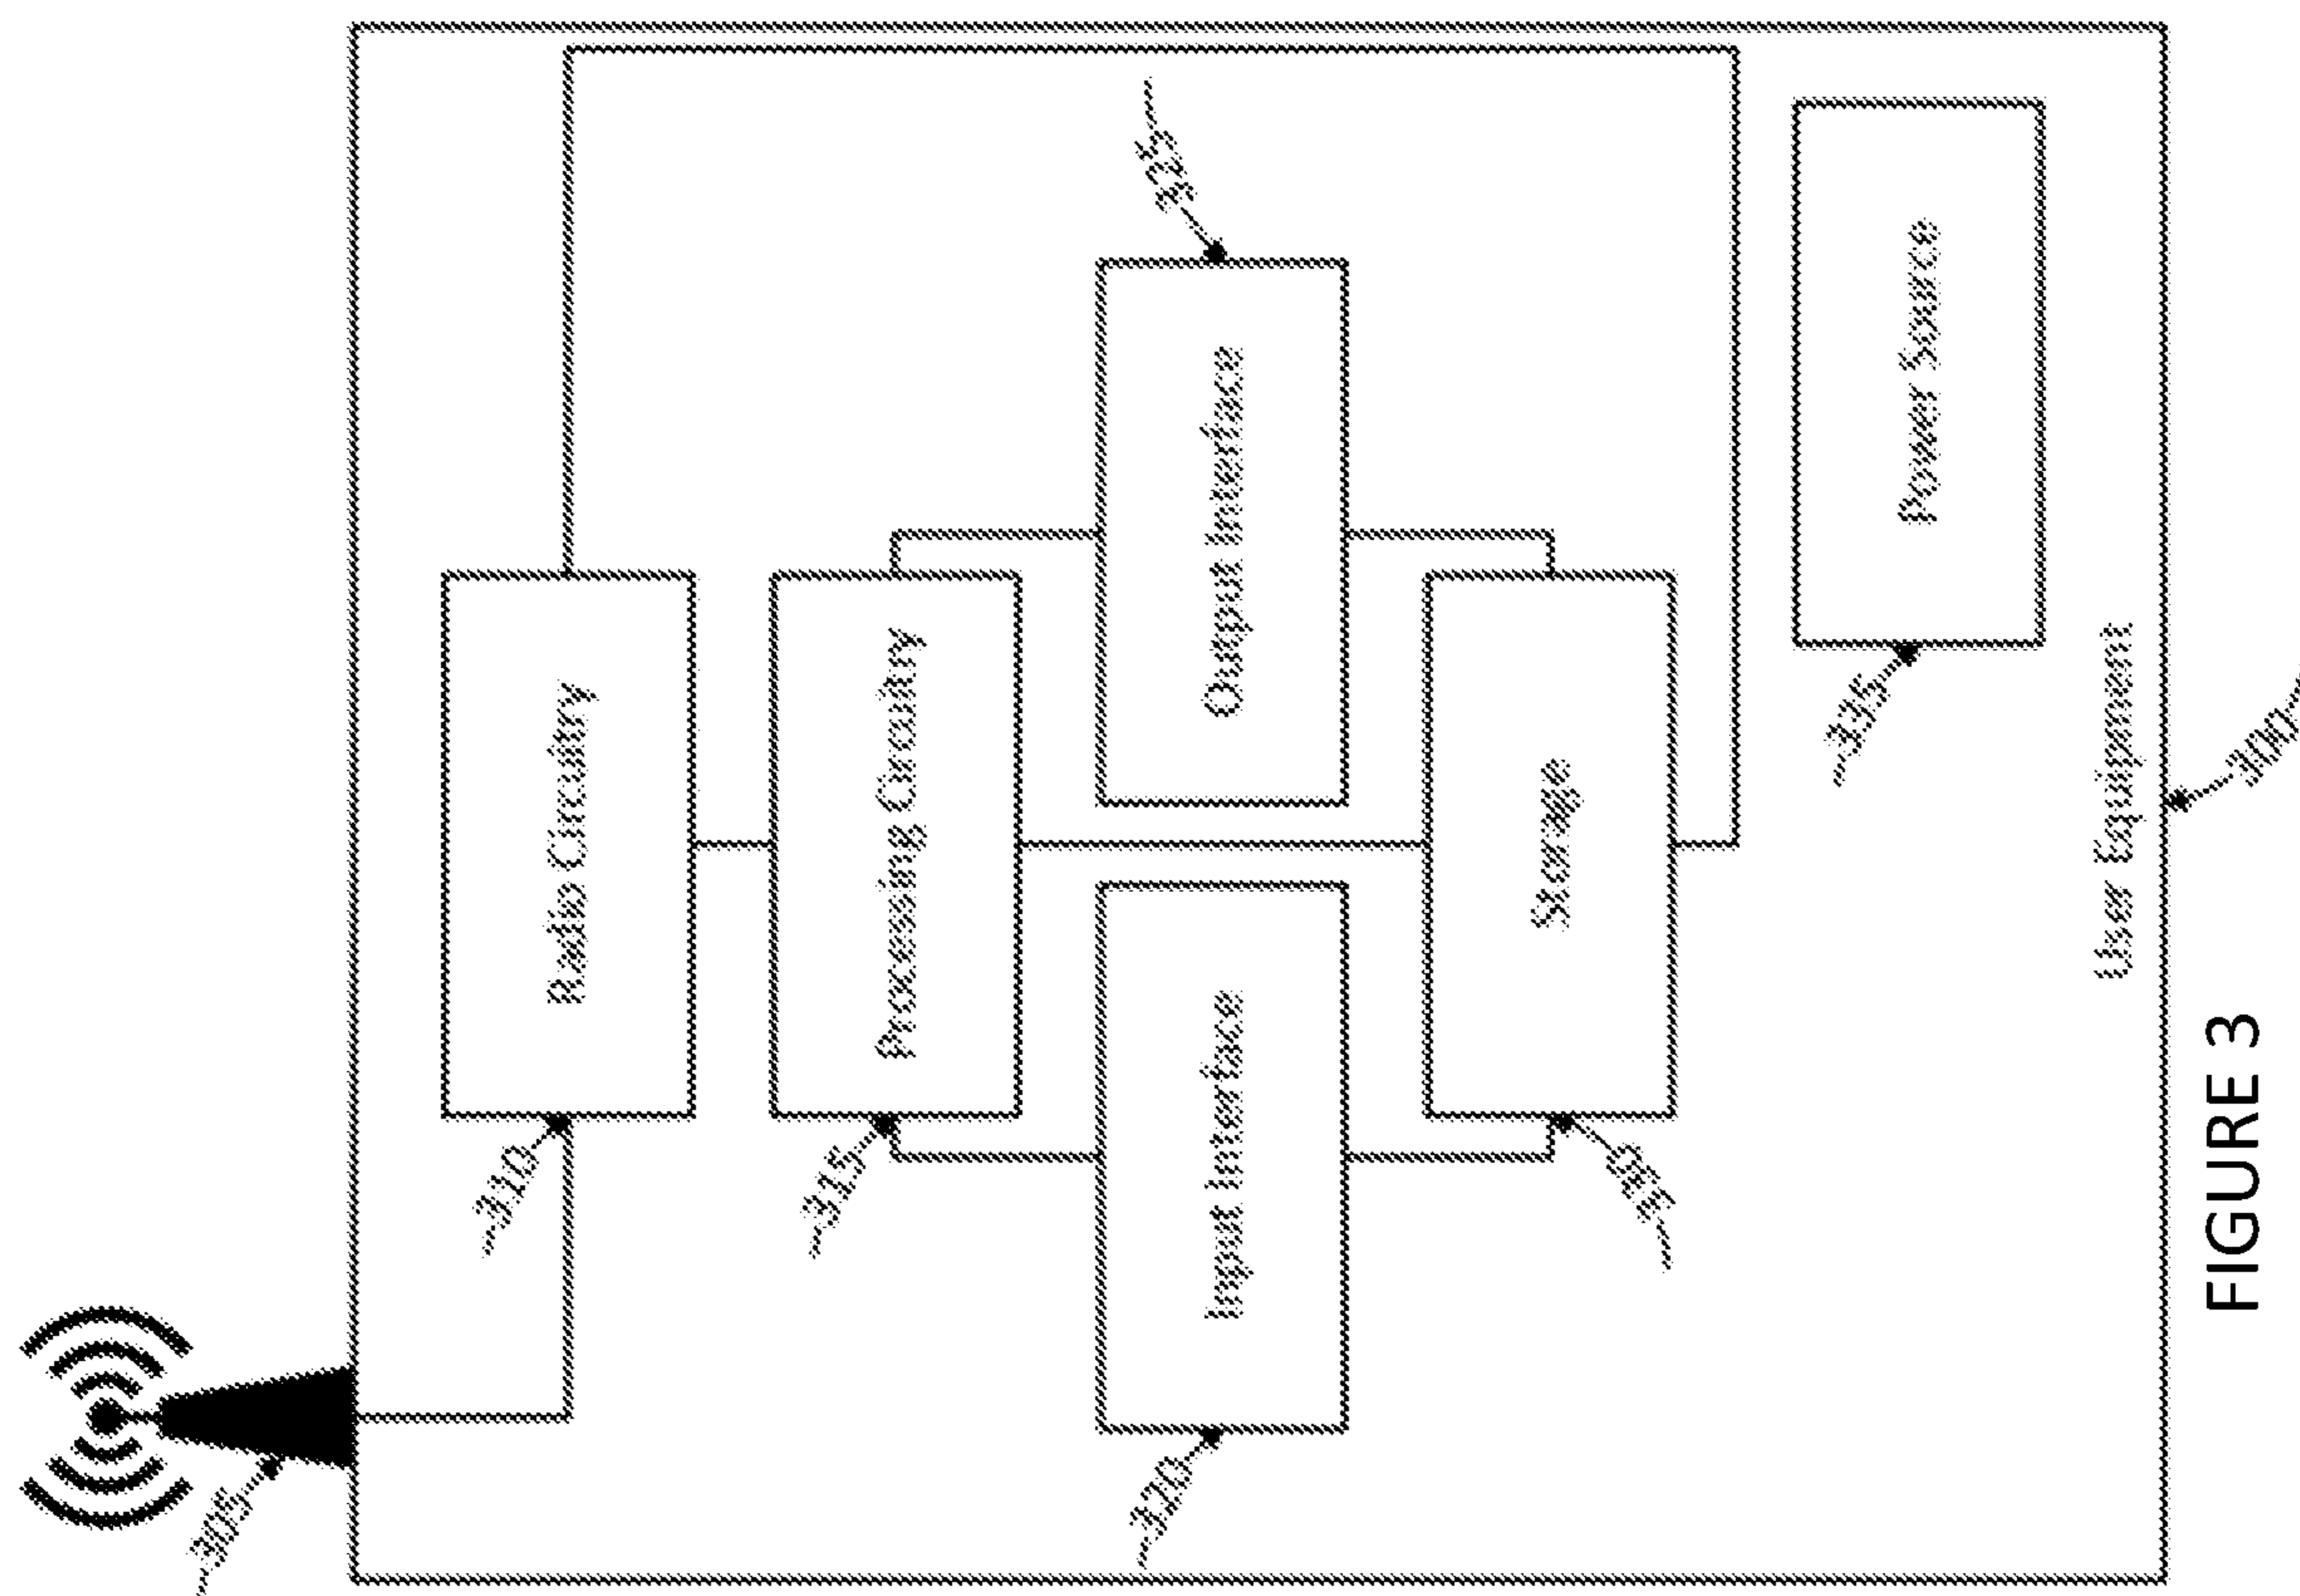 305
310
Radio Circuitry
315
Processing Circuitry
325
320
Input Interface
Output Interface
Storage
335
Power Source
User Equipment
300
FIGURE 3